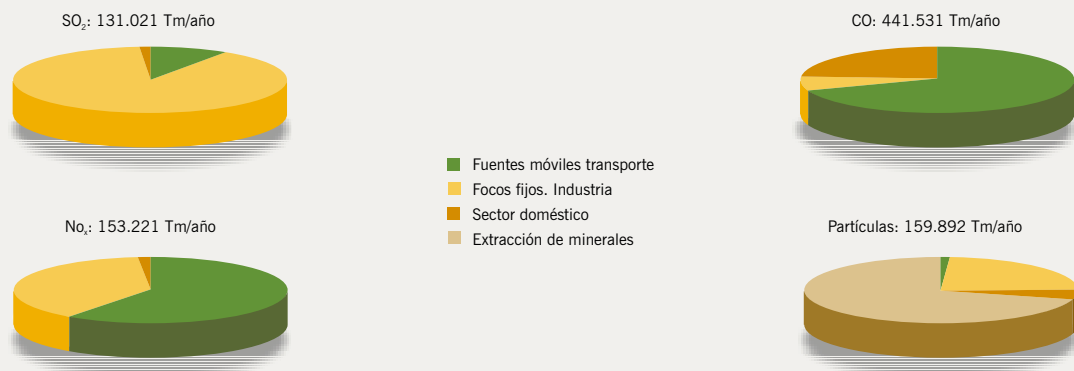 SO₂: 131.021 Tm/año
CO: 441.531 Tm/año
Fuentes móviles transporte
Focos fijos. Industria
Sector doméstico
Extracción de minerales
Noₓ: 153.221 Tm/año
Partículas: 159.892 Tm/año